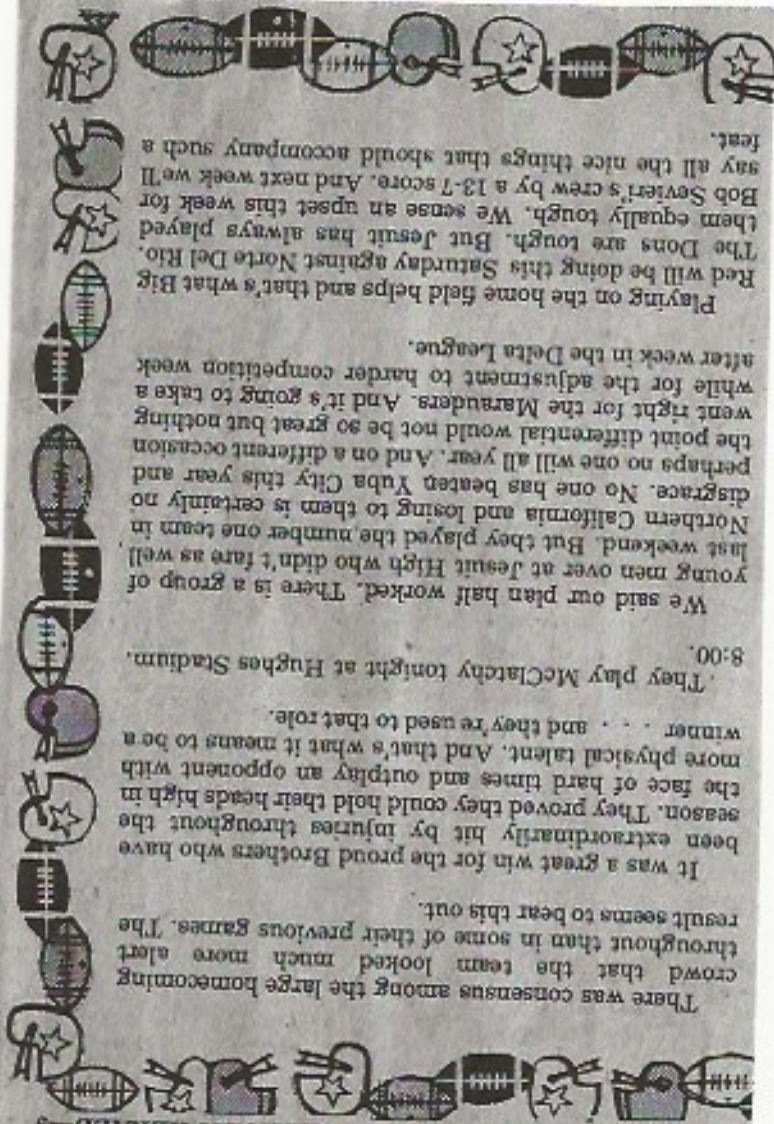 There was consensus among the large homecoming
crowd that the team looked much more alert
throughout than in some of their previous games. The
result seems to bear this out.
It was a great win for the proud Brothers who have
been extraordinarily hit by injuries throughout the
season. They proved they could hold their heads high in
the face of hard times and outplay an opponent with
more physical talent. And that's what it means to be a
winner . . . and they're used to that role.
They play McClatchy tonight at Hughes Stadium,
8:00.
We said our plan half worked. There is a group of
young men over at Jesuit High who didn't fare as well
last weekend. But they played the number one team in
Northern California and losing to them is certainly no
disgrace. No one has beaten Yuba City this year and
perhaps no one will all year. And on a different occasion
the point differential would not be so great but nothing
went right for the Marauders. And it's going to take a
while for the adjustment to harder competition week
after week in the Delta League.
Playing on the home field helps and that's what Big
Red will be doing this Saturday against Norte Del Rio.
The Dons are tough. But Jesuit has always played
them equally tough. We sense an upset this week for
Bob Sevieri's crew by a 13-7 score. And next week we'll
say all the nice things that should accompany such a
feat.